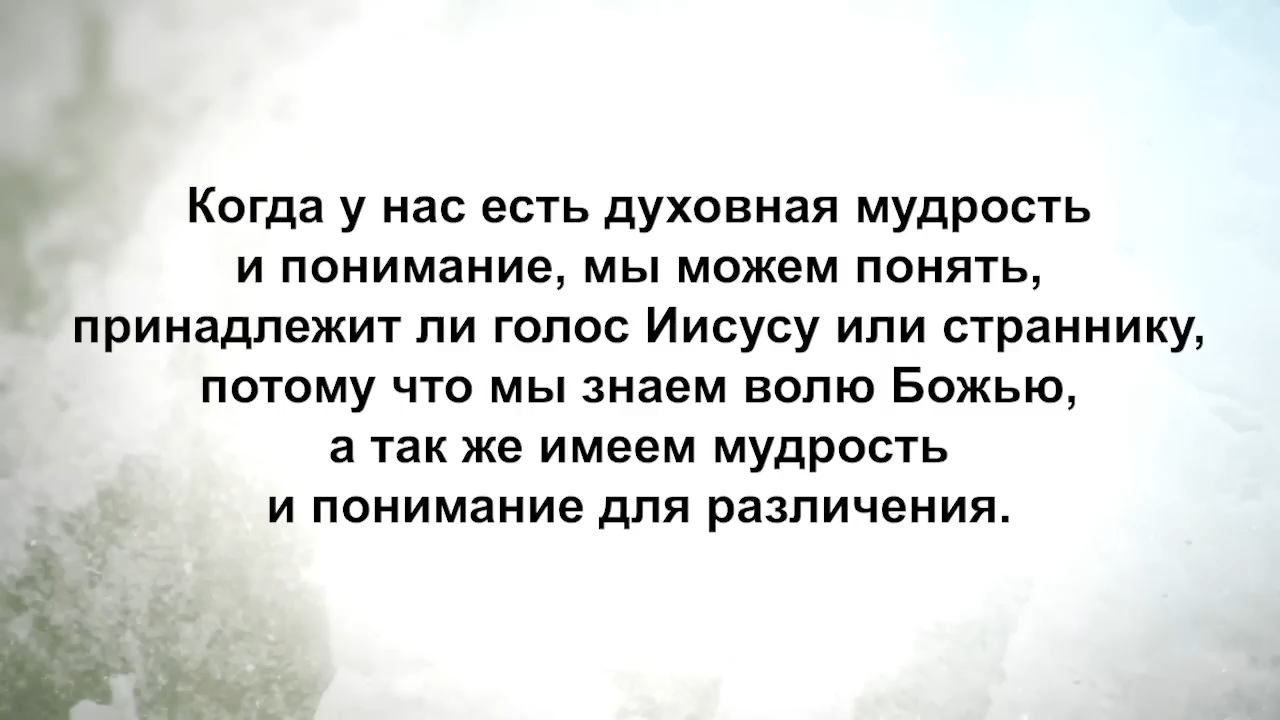 Когда у нас есть духовная мудрость
и понимание, мы можем понять,
принадлежит ли голос Иисусу или страннику,
потому что мы знаем волю Божью,
а так же имеем мудрость
и понимание для различения.